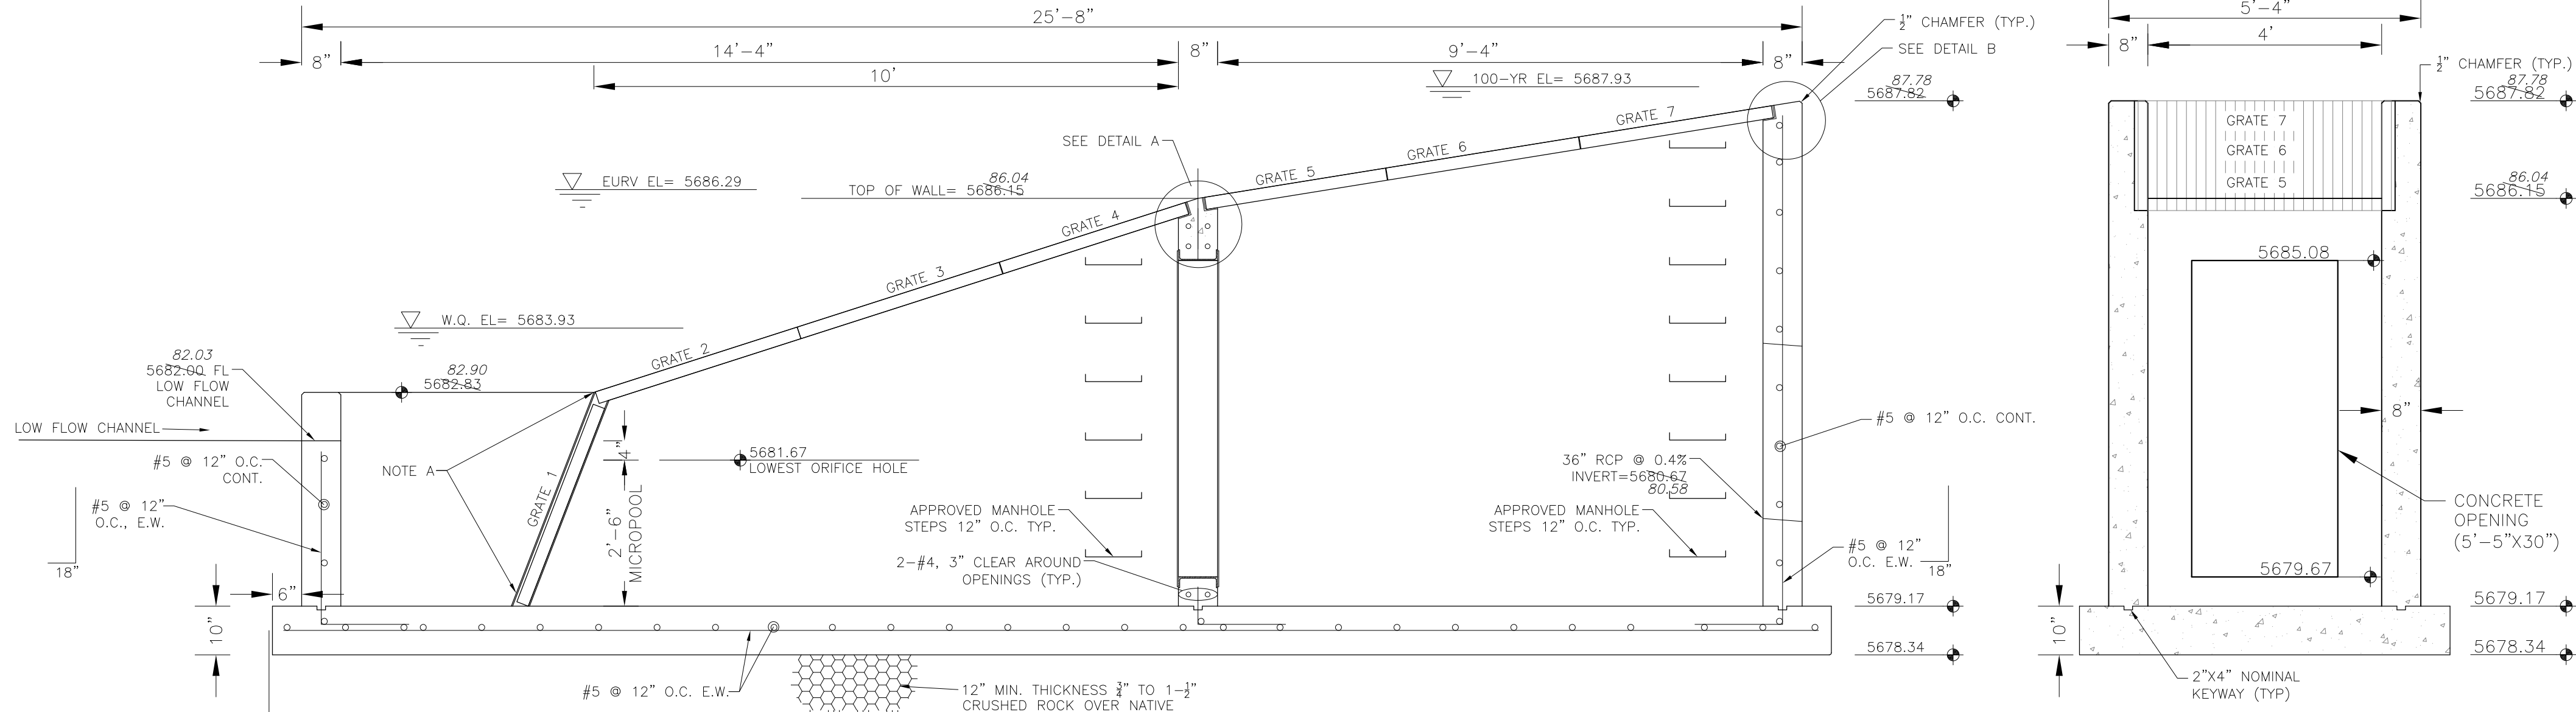 25'-8"
5'-4"
½" CHAMFER (TYP.)
8"
14'-4"
8"
9'-4"
8"
8"
4'
SEE DETAIL B
10'
100-YR EL= 5687.93
½" CHAMFER (TYP.)
87.78
5687.82
87.78
5687.82
GRATE 7
GRATE 7
SEE DETAIL A
GRATE 6
GRATE 6
GRATE 5
GRATE 5
EURV EL= 5686.29
86.04
TOP OF WALL= 5686.15
86.04
5686.15
GRATE 4
5685.08
GRATE 3
W.Q. EL= 5683.93
GRATE 2
82.03
5682.00 FL
LOW FLOW
CHANNEL
82.90
5682.83
8"
LOW FLOW CHANNEL
#5 @ 12" O.C. CONT.
4"
5681.67
LOWEST ORIFICE HOLE
#5 @ 12" O.C.
CONT.
NOTE A
GRATE 1
36" RCP @ 0.4%
INVERT=5680.67
80.58
#5 @ 12"
O.C., E.W.
2'-6"
MICROPOOL
APPROVED MANHOLE
STEPS 12" O.C. TYP.
APPROVED MANHOLE
STEPS 12" O.C. TYP.
CONCRETE
OPENING
(5'-5"X30")
18"
2-#4, 3" CLEAR AROUND
OPENINGS (TYP.)
#5 @ 12"
O.C. E.W.
18"
5679.67
6"
10"
5679.17
10"
5679.17
5678.34
5678.34
#5 @ 12" O.C. E.W.
12" MIN. THICKNESS ¾" TO 1-½"
CRUSHED ROCK OVER NATIVE
2"X4" NOMINAL
KEYWAY (TYP)